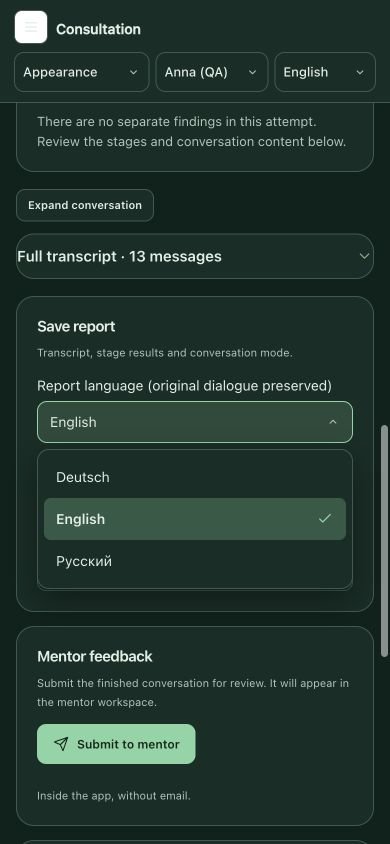 Consultation
Appearance
Anna (QA)
English
There are no separate findings in this attempt.
Review the stages and conversation content below.
Expand conversation
Full transcript · 13 messages
Save report
Transcript, stage results and conversation mode.
Report language (original dialogue preserved)
English
Deutsch
English
Русский
Mentor feedback
Submit the finished conversation for review. It will appear in
the mentor workspace.
Submit to mentor
Inside the app, without email.